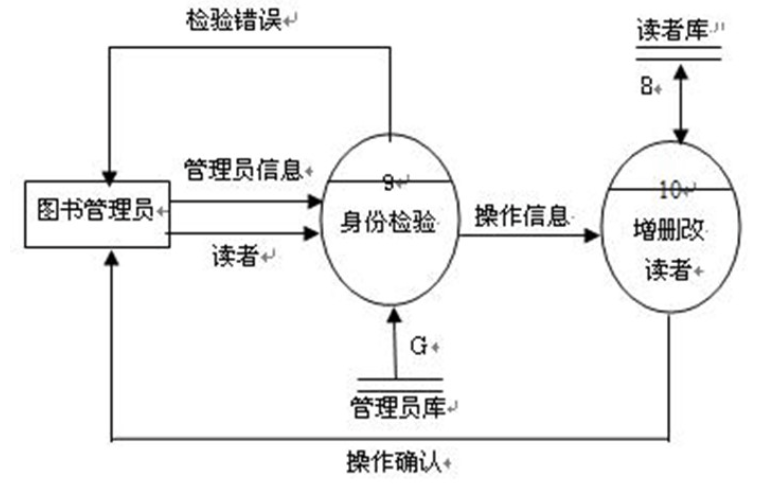 检验错误
读者库
8
管理员信息
9
10
图书管理员
身份检验
操作信息
增删改
读者
读者
G
管理员库
操作确认